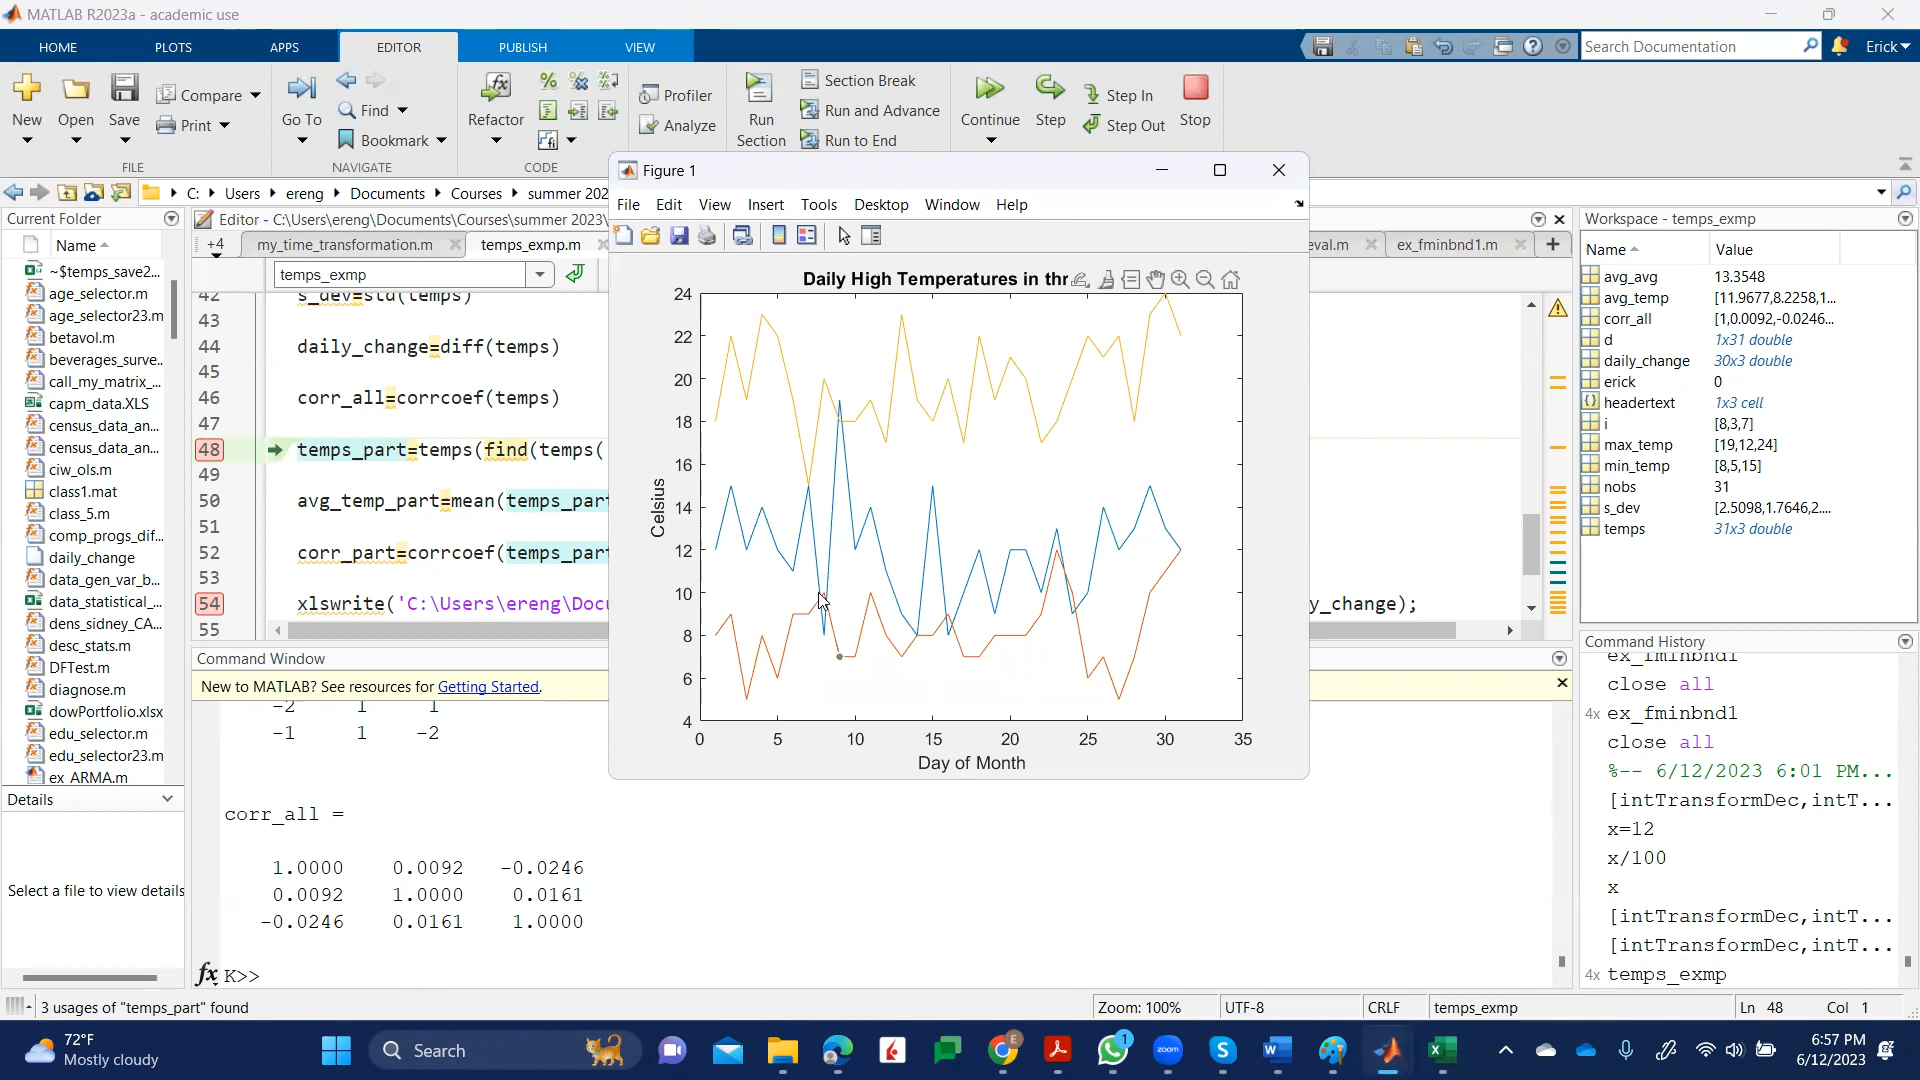 MATLAB R2023a - academic use
HOME PLOTS APPS EDITOR PUBLISH VIEW
Search Documentation Erick
New Open Save Compare Print
FILE
Go To Find Bookmark
NAVIGATE
Refactor
CODE
Profiler
Analyze
Run Section
Section Break
Run and Advance
Run to End
Continue Step Step In Step Out Stop
C: Users ereng Documents Courses summer 202
Current Folder
Name
~$temps_save2...
age_selector.m
age_selector23.m
betavol.m
beverages_surve..
call_my_matrix_...
capm_data.XLS
census_data_an...
census_data_an...
ciw_ols.m
class1.mat
class_5.m
comp_progs_dif...
daily_change
data_gen_var_b...
data_statistical_...
dens_sidney_CA...
desc_stats.m
DFTest.m
diagnose.m
dowPortfolio.xlsx
edu_selector.m
edu_selector23.m
ex_ARMA.m
Details
Select a file to view details
Editor - C:\Users\ereng\Documents\Courses\summer 2023\
+4 my_time_transformation.m temps_exmp.m eval.m ex_fminbnd1.m
temps_exmp
42 s_dev=std(temps)
43
44 daily_change=diff(temps)
45
46 corr_all=corrcoef(temps)
47
48 temps_part=temps(find(temps(
49
50 avg_temp_part=mean(temps_part
51
52 corr_part=corrcoef(temps_part
53
54 xlswrite('C:\Users\ereng\Docu y_change);
55
Figure 1
File Edit View Insert Tools Desktop Window Help
Daily High Temperatures in thr
24
22
20
18
16
14
12
10
8
6
4
Celsius
0 5 10 15 20 25 30 35
Day of Month
Command Window
New to MATLAB? See resources for Getting Started.
-2 1 1
-1 1 -2
corr_all =
1.0000 0.0092 -0.0246
0.0092 1.0000 0.0161
-0.0246 0.0161 1.0000
fx K>>
Workspace - temps_exmp
Name Value
avg_avg 13.3548
avg_temp [11.9677,8.2258,1...
corr_all [1,0.0092,-0.0246...
d 1x31 double
daily_change 30x3 double
erick 0
headertext 1x3 cell
i [8,3,7]
max_temp [19,12,24]
min_temp [8,5,15]
nobs 31
s_dev [2.5098,1.7646,2....
temps 31x3 double
Command History
ex_fminbnd1
close all
4x ex_fminbnd1
close all
%-- 6/12/2023 6:01 PM...
[intTransformDec,intT...
x=12
x/100
x
[intTransformDec,intT...
[intTransformDec,intT...
4x temps_exmp
3 usages of "temps_part" found
Zoom: 100% UTF-8 CRLF temps_exmp Ln 48 Col 1
72°F
Mostly cloudy
Search
zoom
6:57 PM
6/12/2023